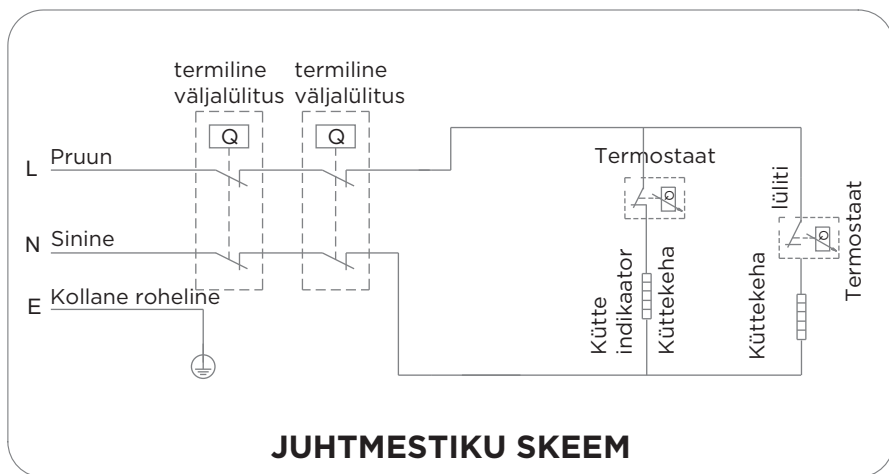 termiline
väljalülitus
termiline
väljalülitus
Q
Q
L
Pruun
Termostaat
lüliti
Termostaat
N
Sinine
E
Kollane roheline
Kütte
indikaator
Küttekeha
Küttekeha
JUHTMESTIKU SKEEM